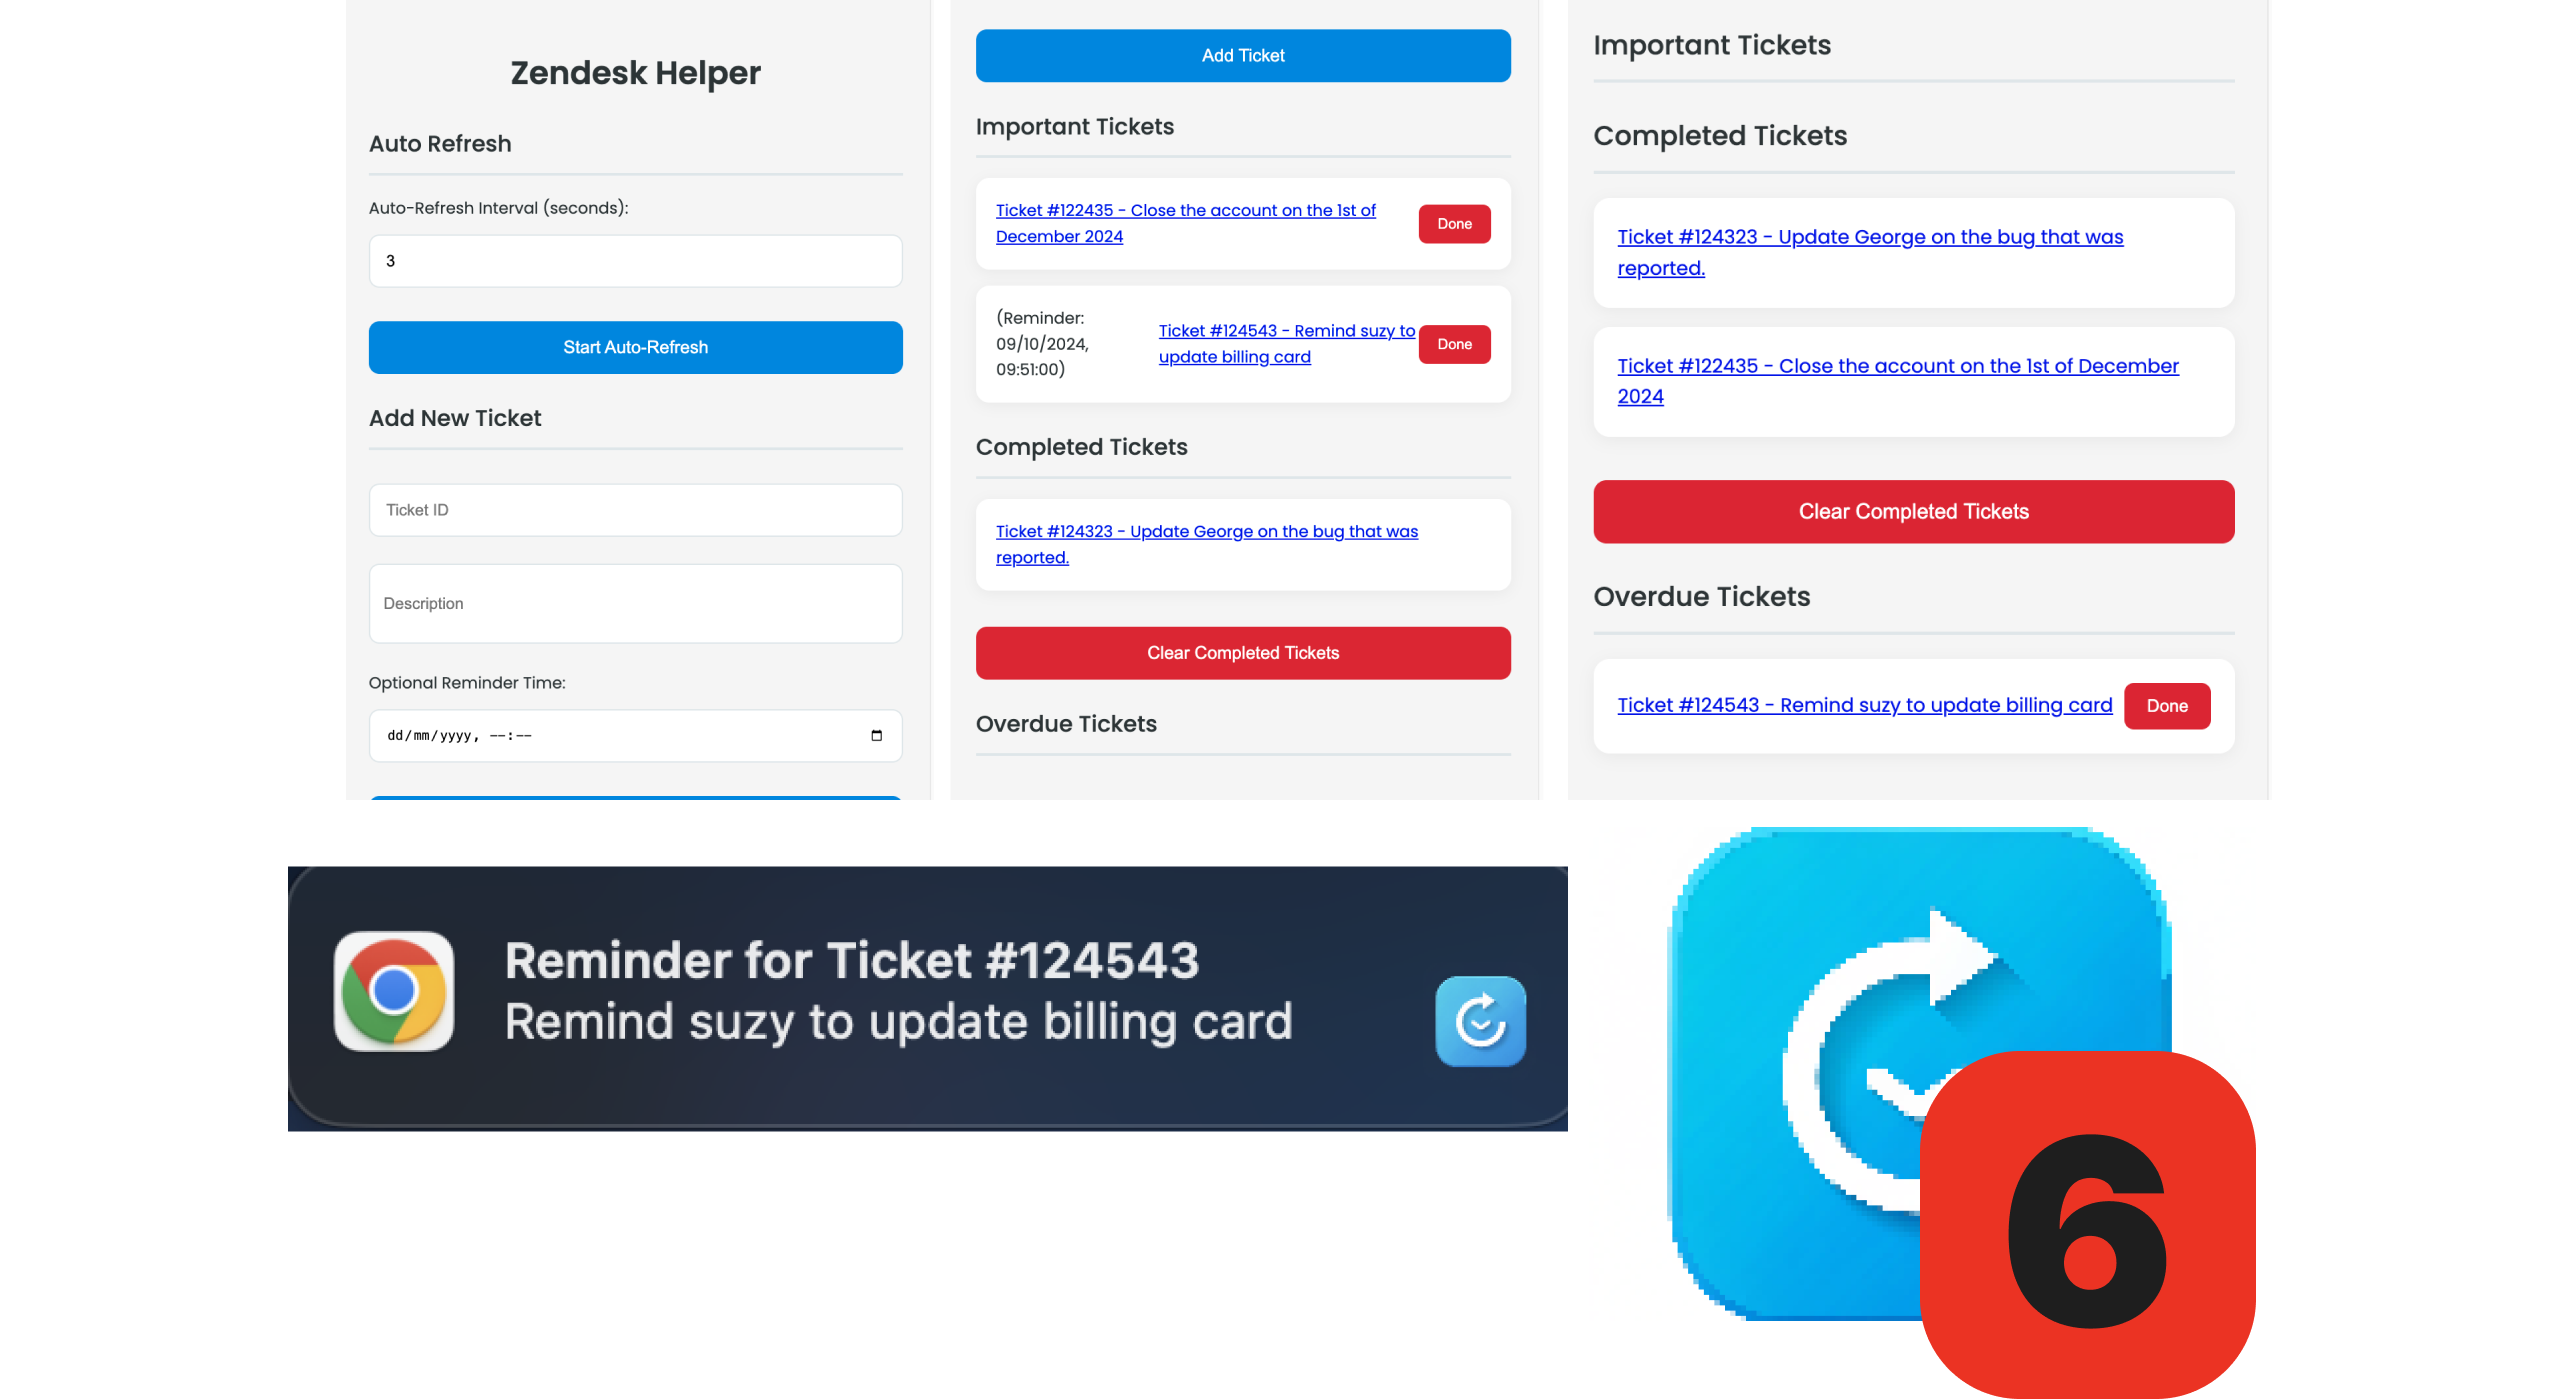 Zendesk Helper
Auto Refresh
Auto-Refresh Interval (seconds):
3
Start Auto-Refresh
Add New Ticket
Ticket ID
Description
Optional Reminder Time:
dd/mm/yyyy, --:--
Add Ticket
Important Tickets
Ticket #122435 - Close the account on the 1st of
December 2024
Done
(Reminder:
09/10/2024,
09:51:00)
Ticket #124543 - Remind suzy to
update billing card
Done
Completed Tickets
Ticket #124323 - Update George on the bug that was
reported.
Clear Completed Tickets
Overdue Tickets
Important Tickets
Completed Tickets
Ticket #124323 - Update George on the bug that was
reported.
Ticket #122435 - Close the account on the 1st of December
2024
Clear Completed Tickets
Overdue Tickets
Ticket #124543 - Remind suzy to update billing card
Done
Reminder for Ticket #124543
Remind suzy to update billing card
6